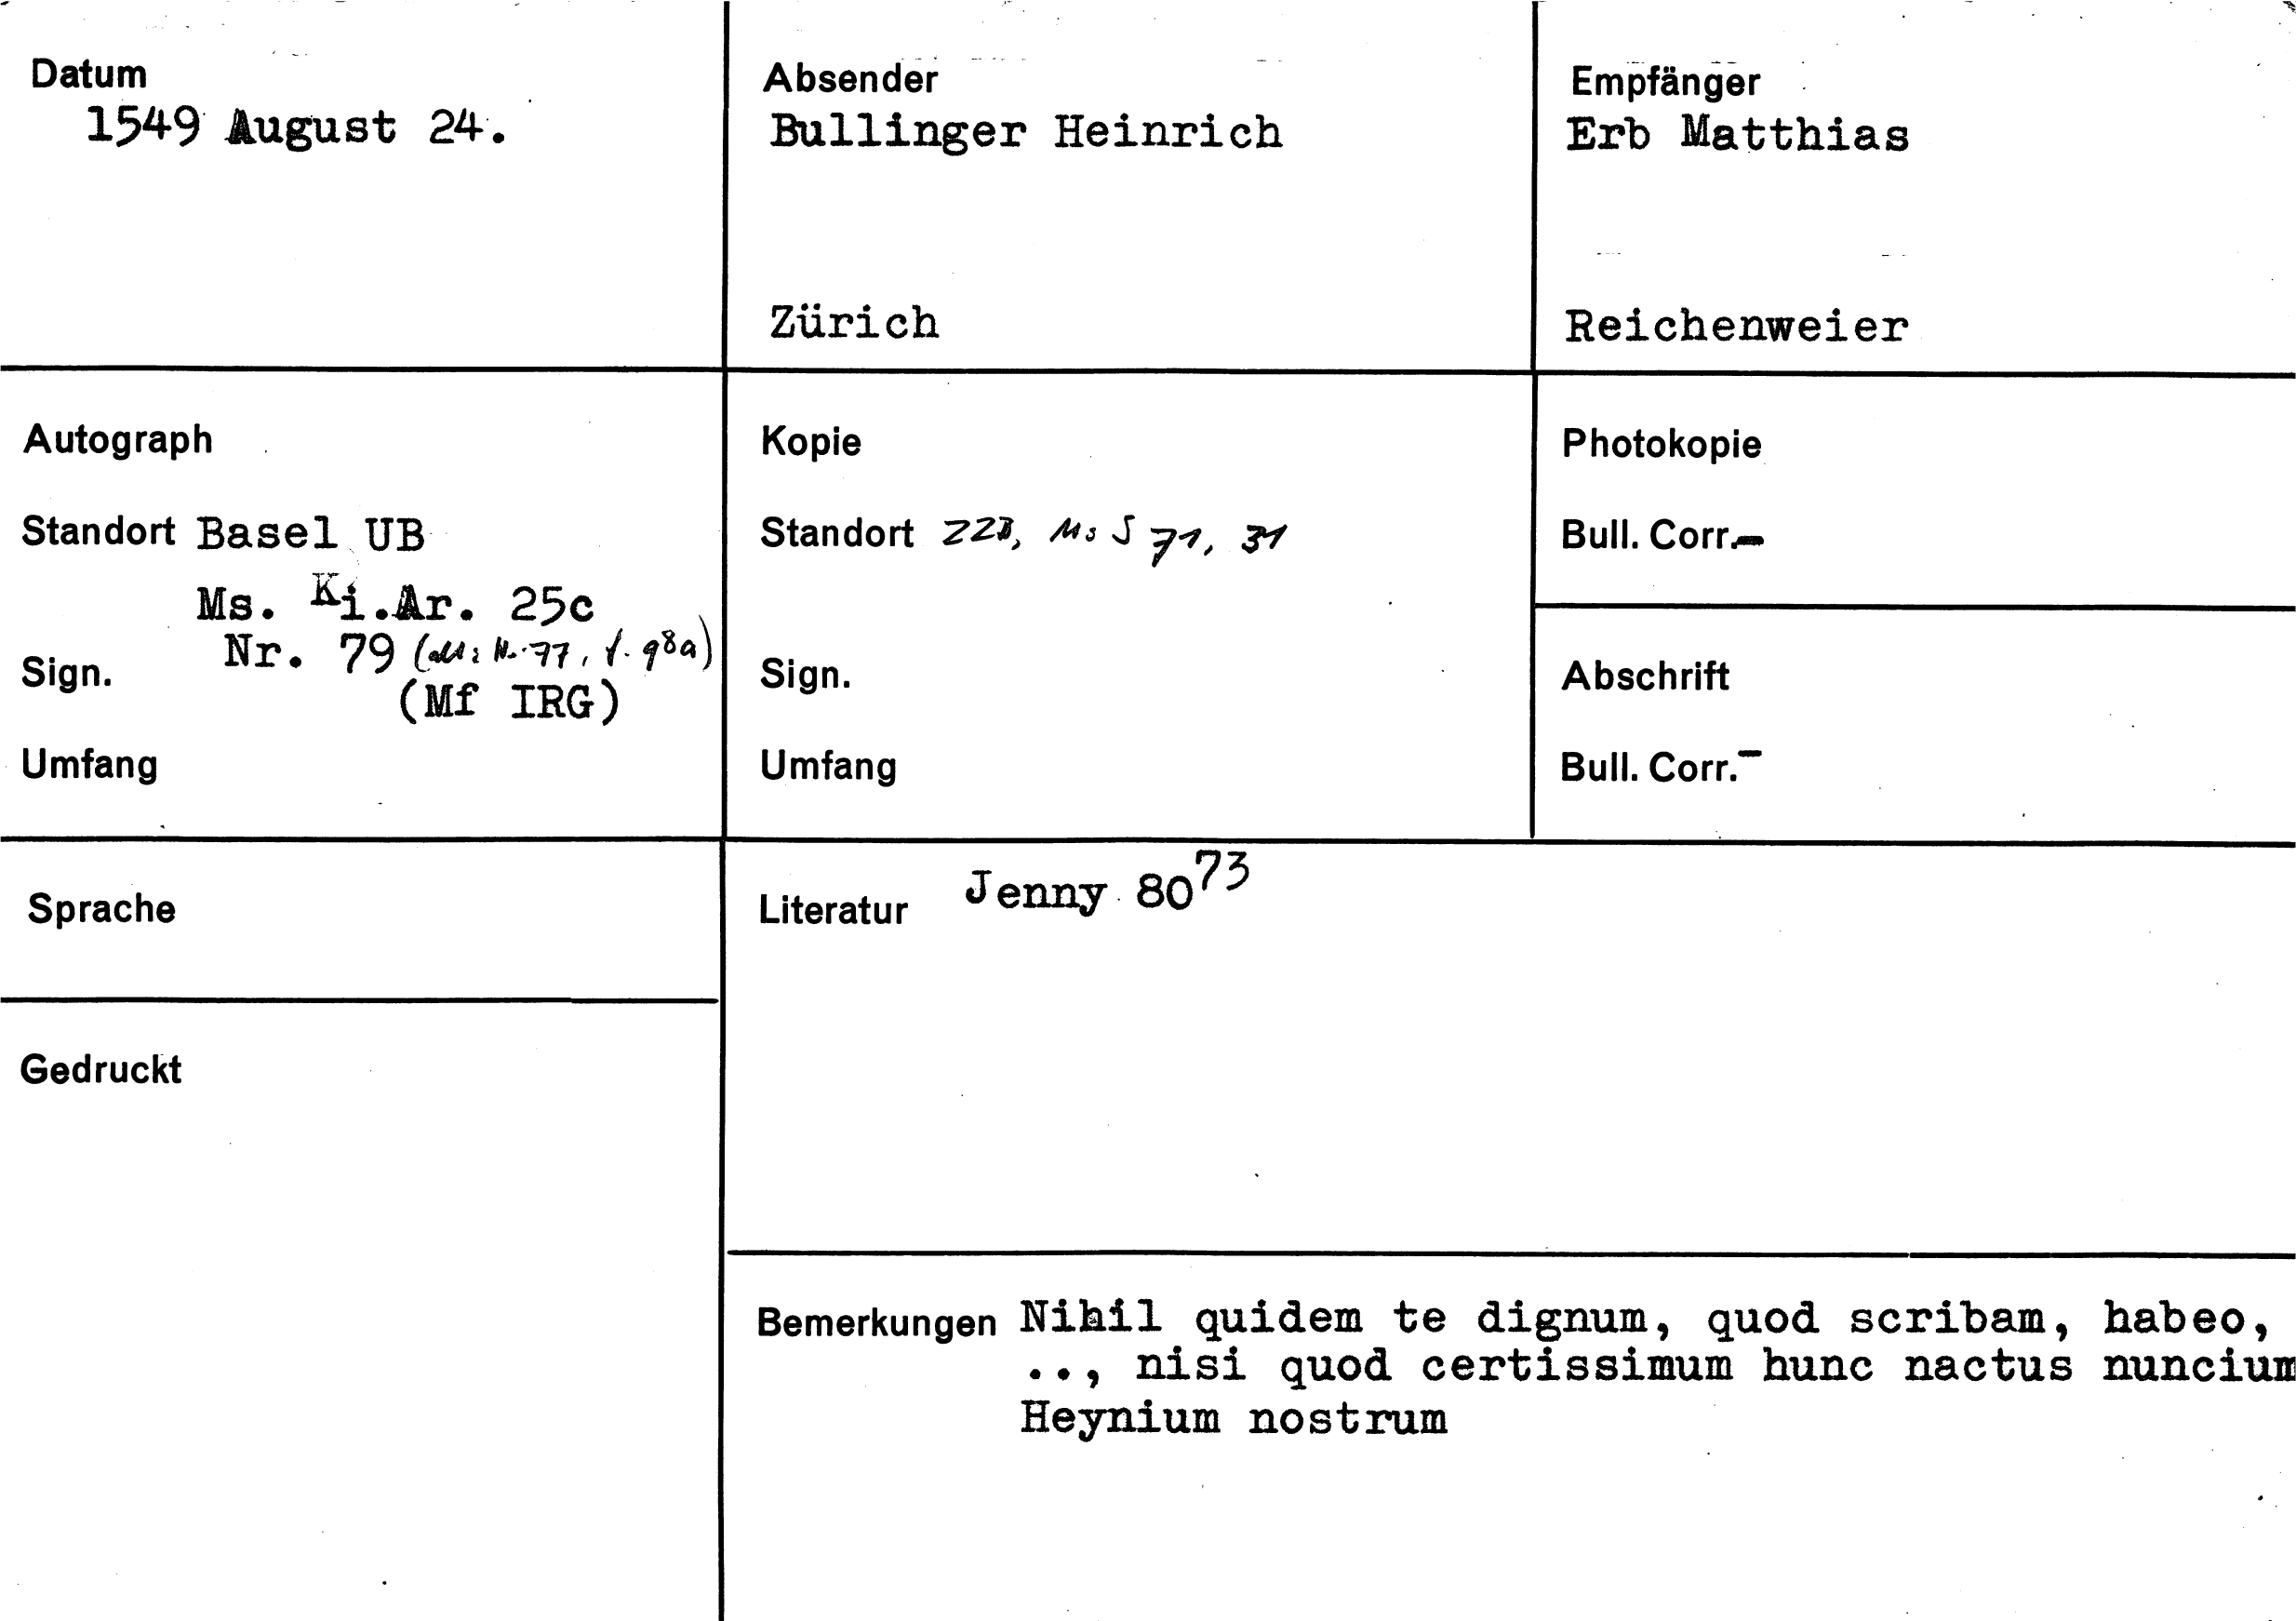 Datum
1549 August 24.
Absender
Bullinger Heinrich
Zürich
Empfänger
Erb Matthias
Reichenweier
Autograph
Standort Basel UB
Ms. Ki.Ar. 25c
Nr. 79 (alt: Nr. 77, f. 98a)
Sign.
(Mf IRG)
Umfang
Kopie
Standort ZZB, Ms S 71, 31
Sign.
Umfang
Photokopie
Bull. Corr.-
Abschrift
Bull. Corr.-
Sprache
Gedruckt
Literatur Jenny 80 73
Bemerkungen Nihil quidem te dignum, quod scribam, habeo,
.., nisi quod certissimum hunc nactus nuncium
Heynium nostrum